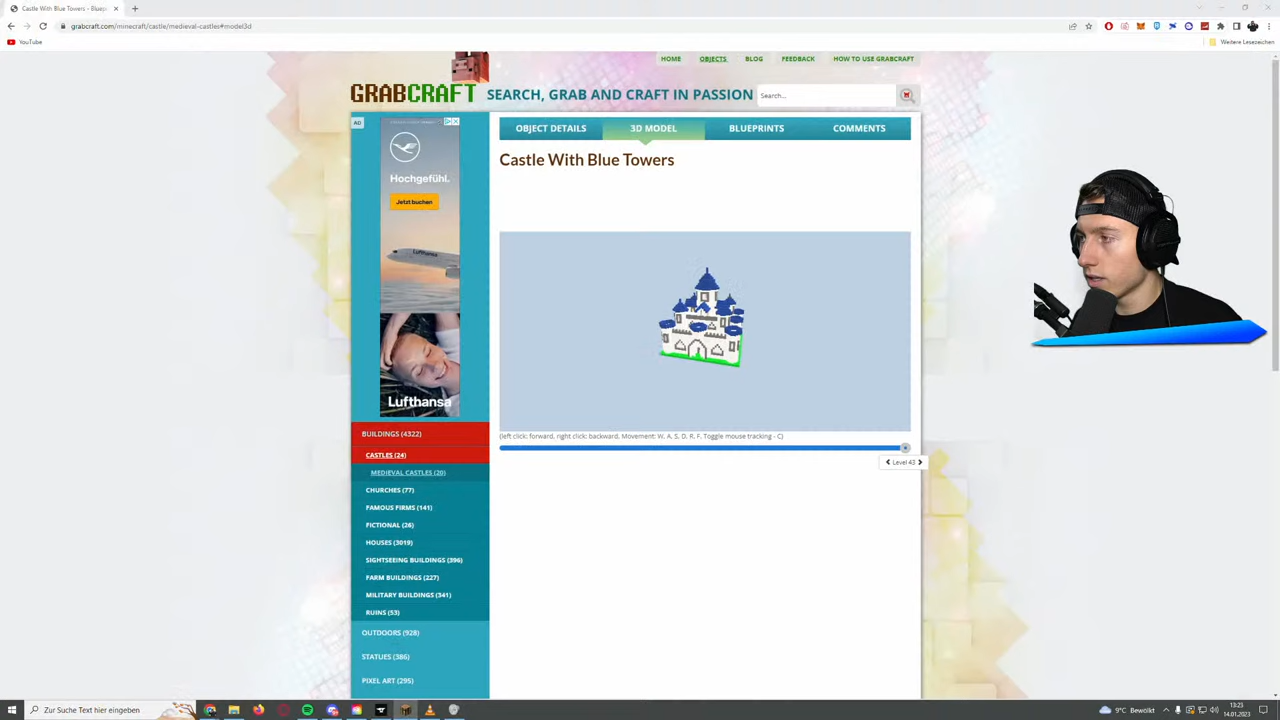 Castle With Blue Towers - Bluep
grabcraft.com/minecraft/castle/medieval-castles#model3d
YouTube
Weitere Lesezeichen
HOME
OBJECTS
BLOG
FEEDBACK
HOW TO USE GRABCRAFT
GRABCRAFT
SEARCH, GRAB AND CRAFT IN PASSION
Search...
AD
OBJECT DETAILS
3D MODEL
BLUEPRINTS
COMMENTS
Castle With Blue Towers
Hochgefühl.
Jetzt buchen
Lufthansa
Lufthansa
(left click: forward, right click: backward, Movement: W, A, S, D, R, F, Toggle mouse tracking - C)
Level 43
BUILDINGS (4322)
CASTLES (24)
MEDIEVAL CASTLES (20)
CHURCHES (77)
FAMOUS FIRMS (141)
FICTIONAL (26)
HOUSES (3019)
SIGHTSEEING BUILDINGS (396)
FARM BUILDINGS (227)
MILITARY BUILDINGS (341)
RUINS (53)
OUTDOORS (928)
STATUES (386)
PIXEL ART (295)
Zur Suche Text hier eingeben
9°C Bewölkt
13:23
14.01.2023